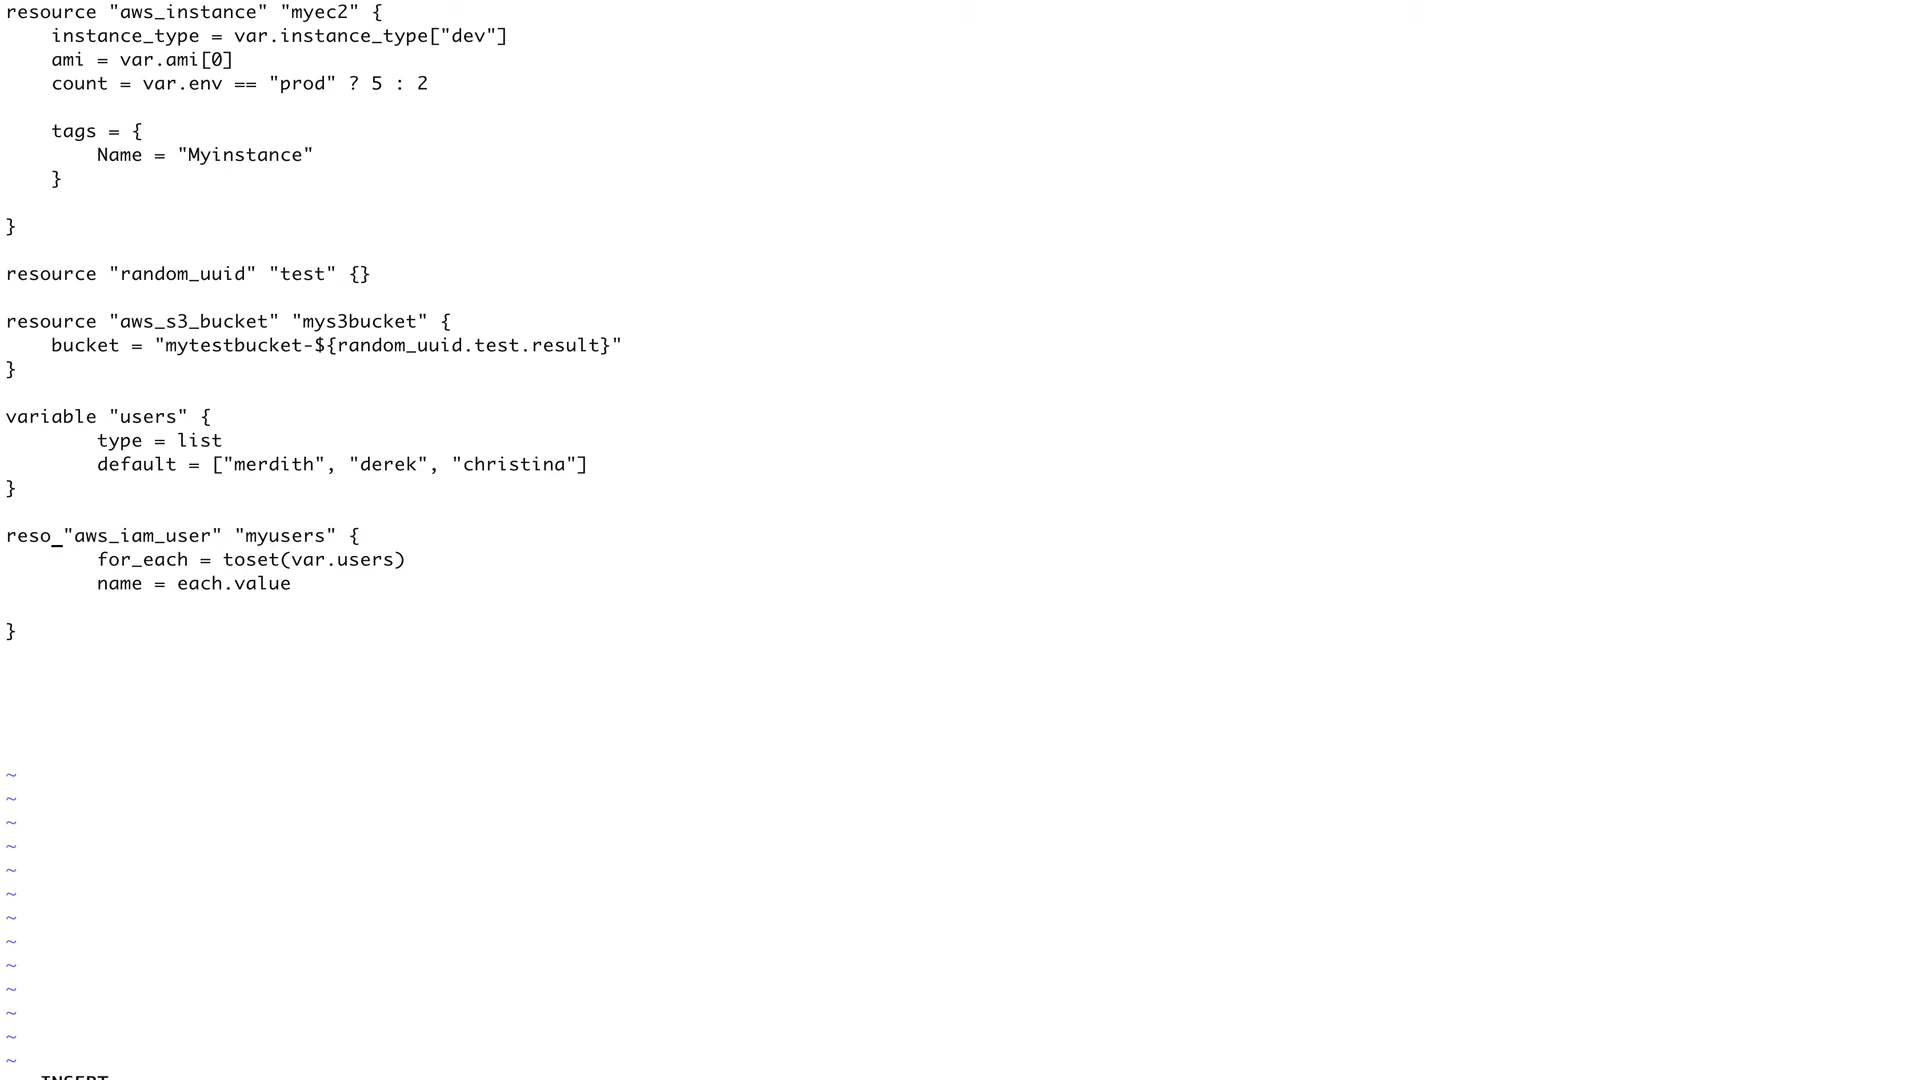 resource "aws_instance" "myec2" {
    instance_type = var.instance_type["dev"]
    ami = var.ami[0]
    count = var.env == "prod" ? 5 : 2
    tags = {
        Name = "Myinstance"
    }
}
resource "random_uuid" "test" {}
resource "aws_s3_bucket" "mys3bucket" {
    bucket = "mytestbucket-${random_uuid.test.result}"
}
variable "users" {
        type = list
        default = ["merdith", "derek", "christina"]
}
reso_"aws_iam_user" "myusers" {
        for_each = toset(var.users)
        name = each.value
}
~
~
~
~
~
~
~
~
~
~
~
~
~
INSERT